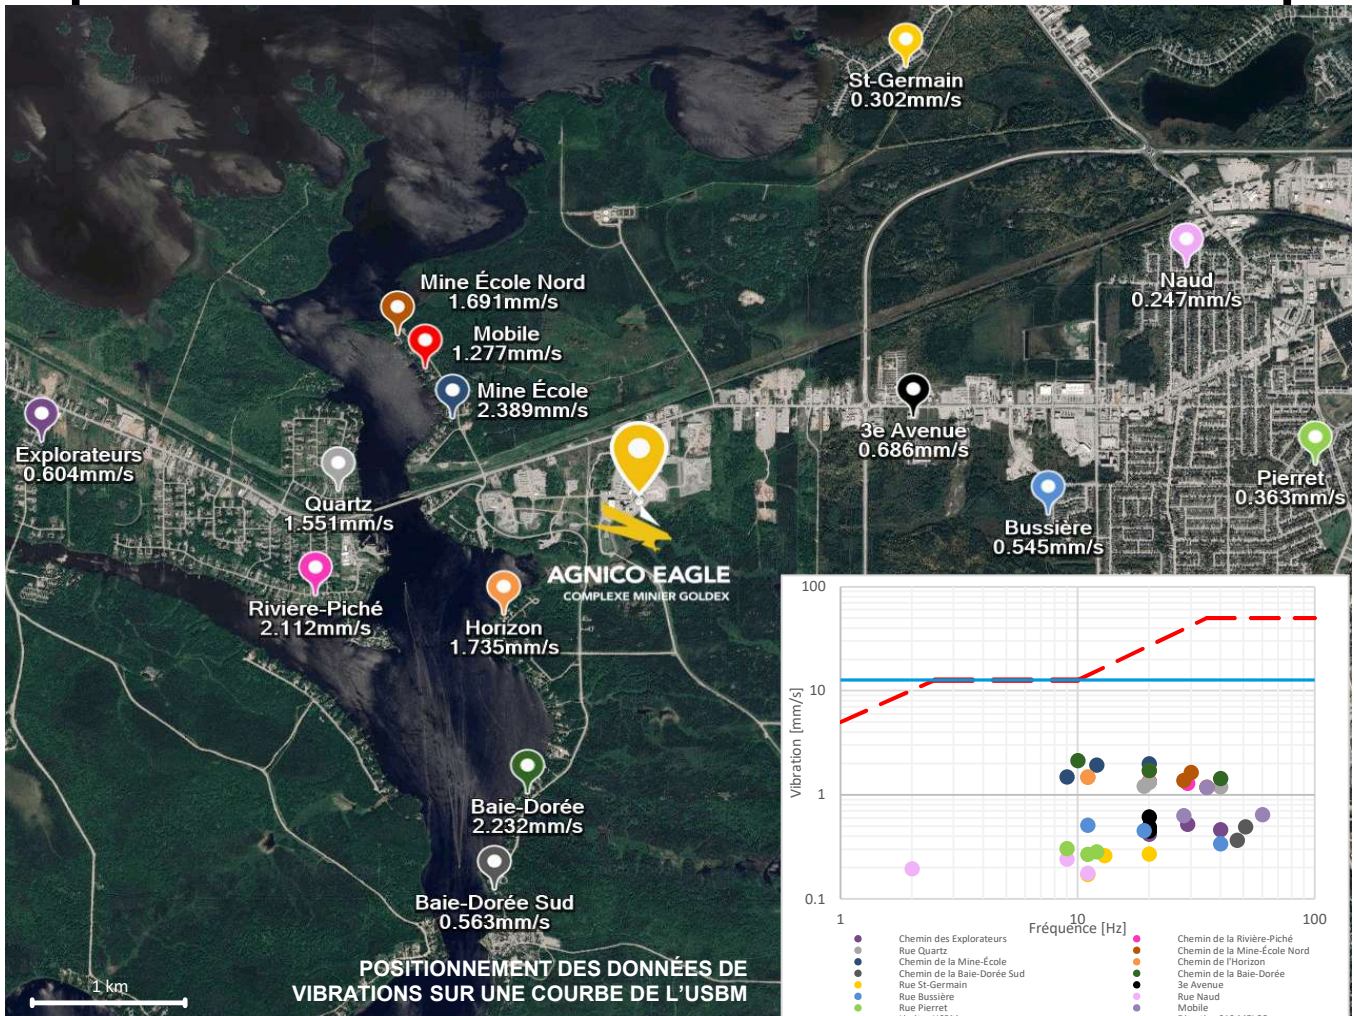 St-Germain
0.302mm/s
Naud
0.247mm/s
Mine École Nord
1.691mm/s
Mobile
1.277mm/s
Mine École
2.389mm/s
3e Avenue
0.686mm/s
Explorateurs
0.604mm/s
Quartz
1.551mm/s
Pierret
0.363mm/s
Bussière
0.545mm/s
AGNICO EAGLE
COMPLEXE MINIER GOLDEX
Riviere-Piché
2.112mm/s
Horizon
1.735mm/s
Baie-Dorée
2.232mm/s
Baie-Dorée Sud
0.563mm/s
POSITIONNEMENT DES DONNÉES DE
VIBRATIONS SUR UNE COURBE DE L'USBM
1 km
100
10
1
0.1
Vibration [mm/s]
1
10
100
Fréquence [Hz]
Chemin des Explorateurs
Chemin de la Rivière-Piché
Rue Quartz
Chemin de la Mine-École Nord
Chemin de la Mine-École
Chemin de l'Horizon
Chemin de la Baie-Dorée Sud
Chemin de la Baie-Dorée
Rue St-Germain
3e Avenue
Rue Bussière
Rue Naud
Rue Pierret
Mobile